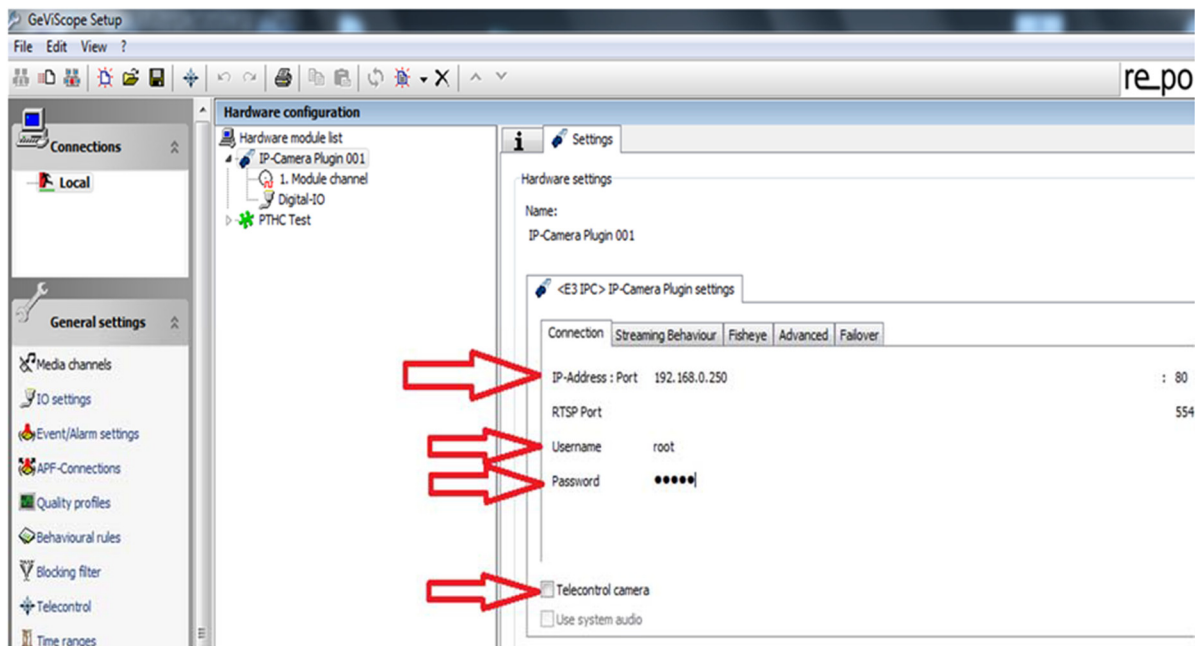 GeViScope Setup
File Edit View ?
re_po
Connections
Local
General settings
Media channels
IO settings
Event/Alarm settings
APF-Connections
Quality profiles
Behavioural rules
Blocking filter
Telecontrol
Time ranges
Hardware configuration
Hardware module list
IP-Camera Plugin 001
1. Module channel
Digital-IO
PTHC Test
i Settings
Hardware settings
Name:
IP-Camera Plugin 001
<E3 IPC> IP-Camera Plugin settings
Connection Streaming Behaviour Fisheye Advanced Failover
IP-Address : Port 192.168.0.250 : 80
RTSP Port 554
Username root
Password •••••
Telecontrol camera
Use system audio